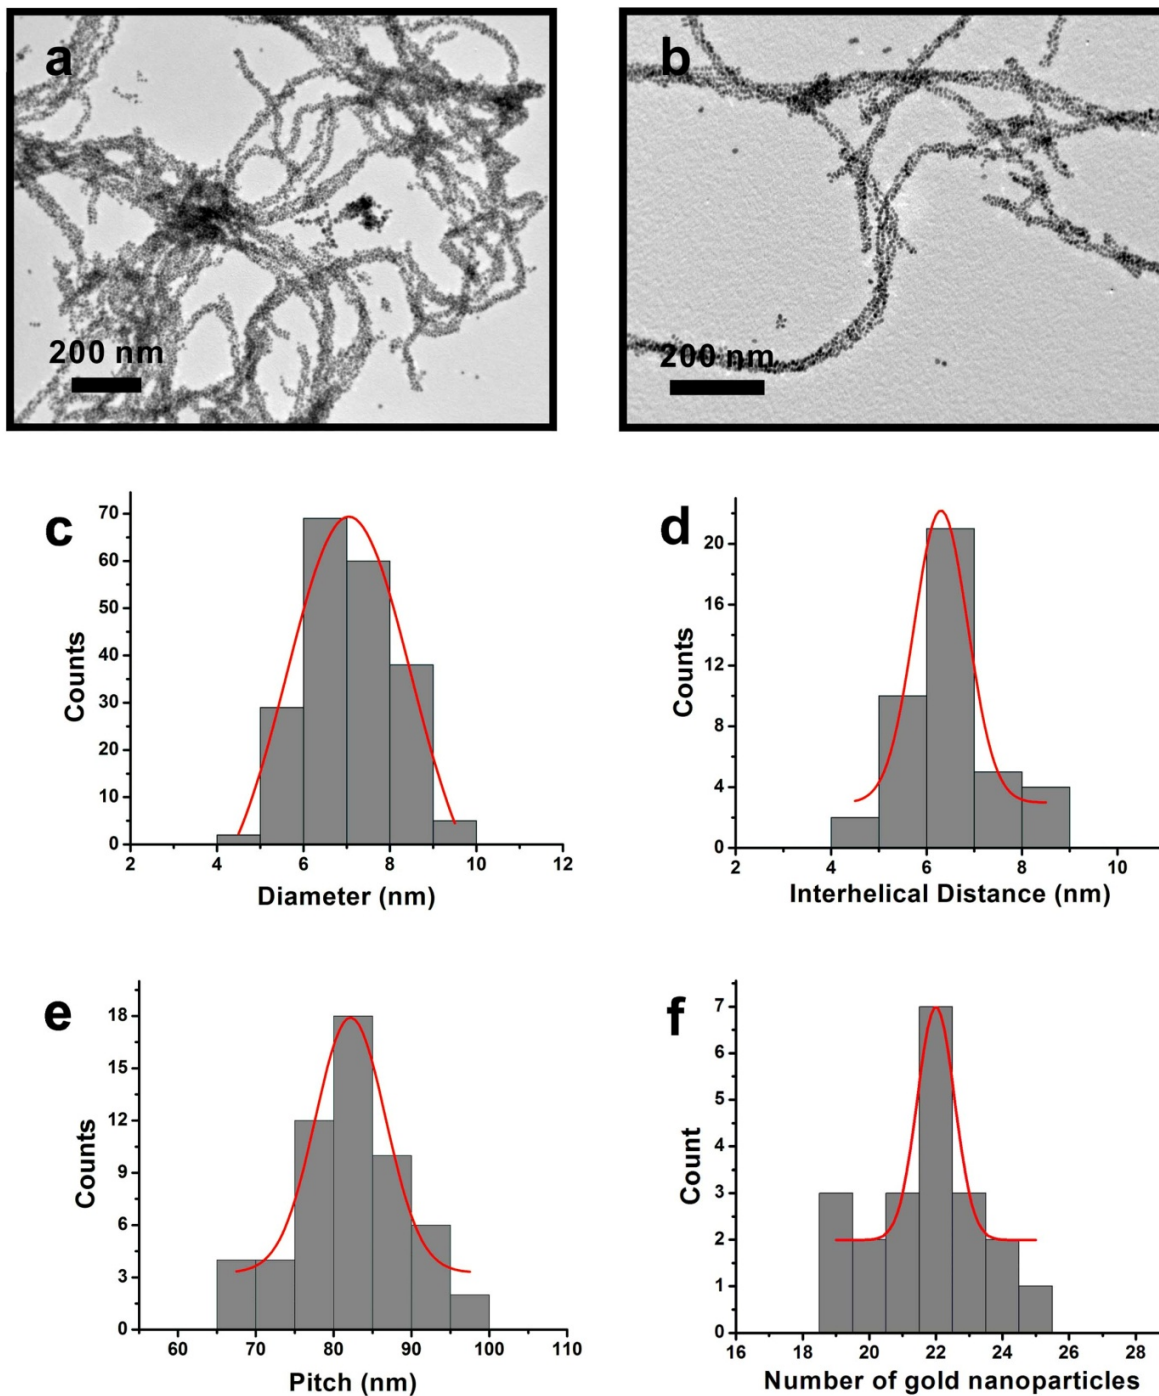 a
200 nm
b
200 nm
c
Counts
70
60
50
40
30
20
10
0
2 4 6 8 10 12
Diameter (nm)
d
Counts
20
16
12
8
4
0
2 4 6 8 10
Interhelical Distance (nm)
e
Counts
18
15
12
9
6
3
0
60 70 80 90 100 110
Pitch (nm)
f
Count
7
6
5
4
3
2
1
0
16 18 20 22 24 26 28
Number of gold nanoparticles